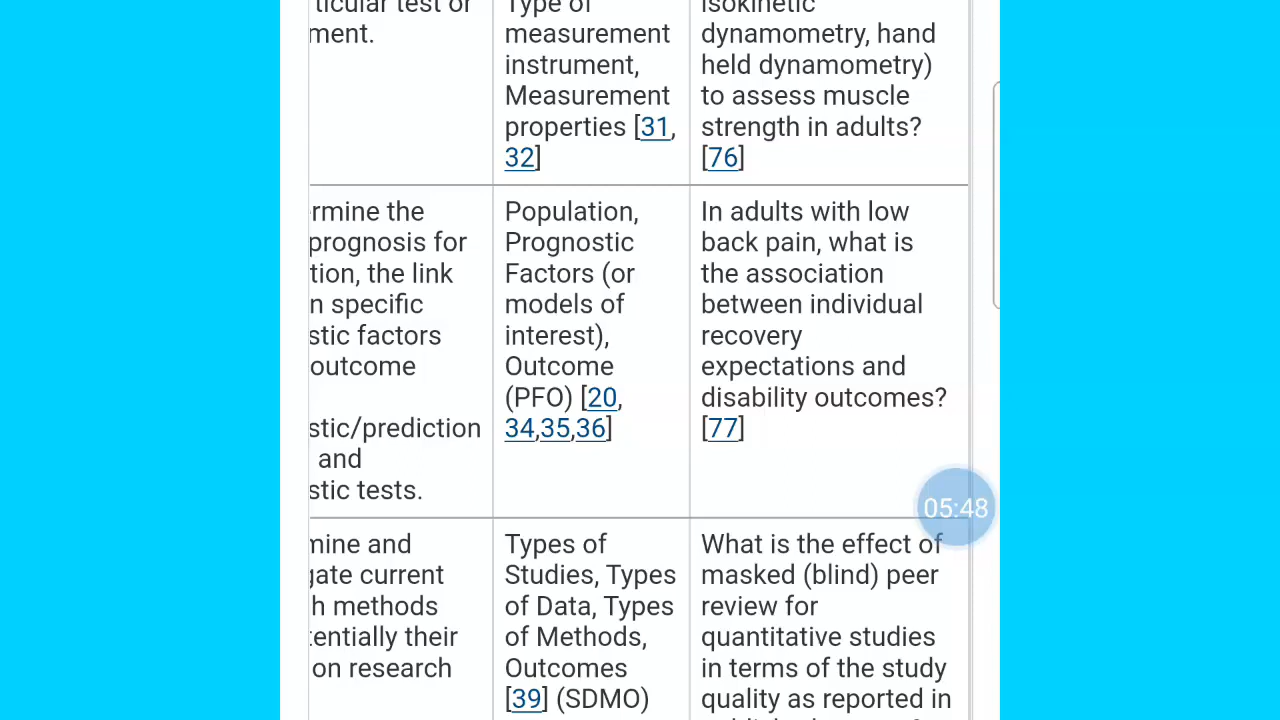 ticular test or
ment.
Type of
measurement
instrument,
Measurement
properties [31,
32]
isokinetic
dynamometry, hand
held dynamometry)
to assess muscle
strength in adults?
[76]
rmine the
prognosis for
tion, the link
n specific
stic factors
outcome
stic/prediction
and
stic tests.
Population,
Prognostic
Factors (or
models of
interest),
Outcome
(PFO) [20,
34,35,36]
In adults with low
back pain, what is
the association
between individual
recovery
expectations and
disability outcomes?
[77]
05:48
mine and
gate current
h methods
tentially their
on research
Types of
Studies, Types
of Data, Types
of Methods,
Outcomes
[39] (SDMO)
What is the effect of
masked (blind) peer
review for
quantitative studies
in terms of the study
quality as reported in